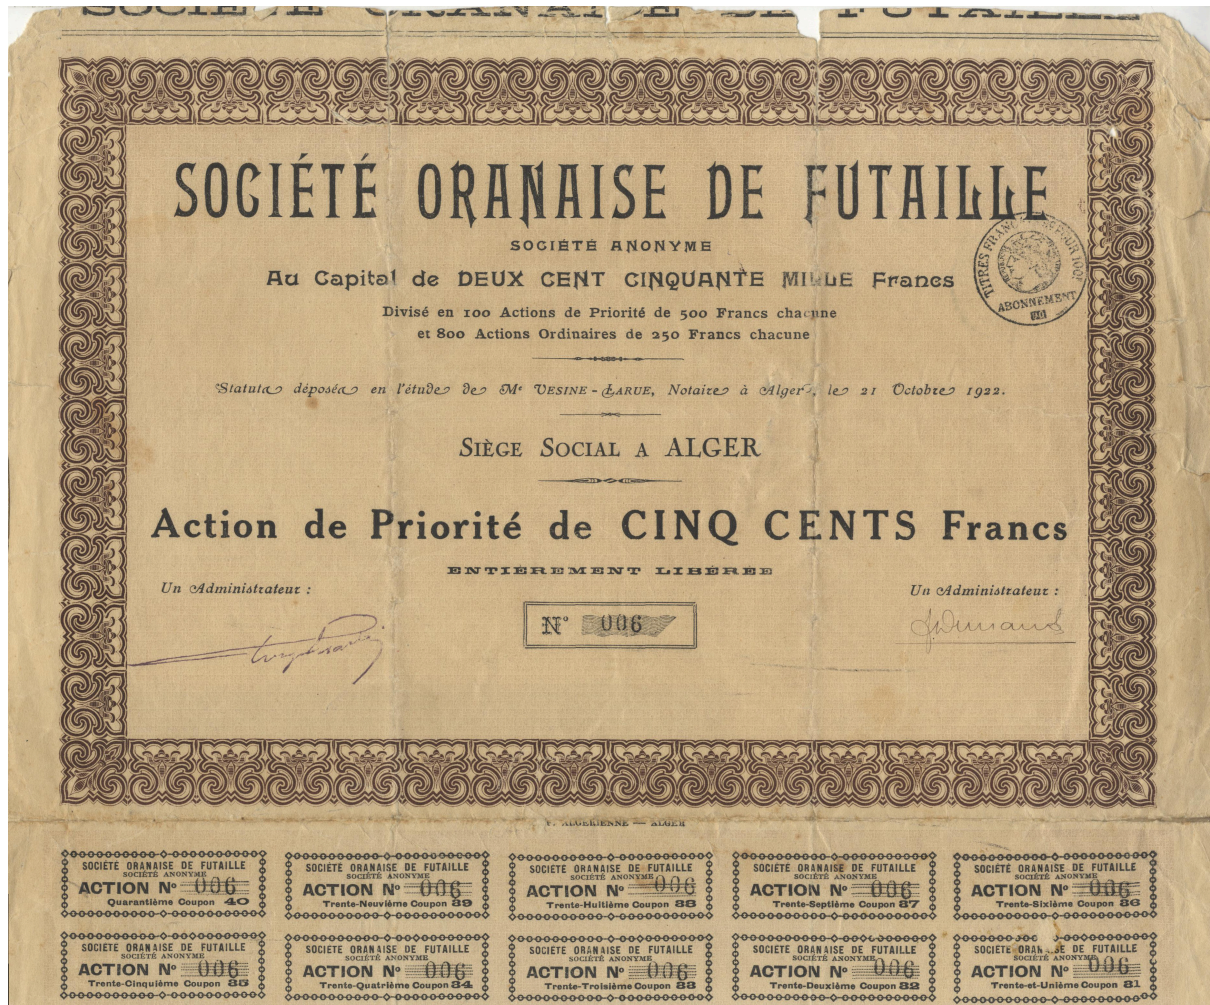 SOCIÉTÉ ORANAISE DE FUTAILLE
SOCIÉTÉ ORANAISE DE FUTAILLE
SOCIÉTÉ ANONYME
Au Capital de DEUX CENT CINQUANTE MILLE Francs
Divisé en 100 Actions de Priorité de 500 Francs chacune
et 800 Actions Ordinaires de 250 Francs chacune
TITRES FRANÇAIS
ABONNEMENT
Statuts déposés en l'étude de Me VESINE-LARUE, Notaire à Alger, le 21 Octobre 1922.
SIÈGE SOCIAL A ALGER
Action de Priorité de CINQ CENTS Francs
ENTIÈREMENT LIBÉRÉE
Un Administrateur :
Un Administrateur :
N° 006
ALGERIENNE — ALGER
SOCIÉTÉ ORANAISE DE FUTAILLE
SOCIÉTÉ ANONYME
ACTION N° 006
Quarantième Coupon 40
SOCIÉTÉ ORANAISE DE FUTAILLE
SOCIÉTÉ ANONYME
ACTION N° 006
Trente-Neuvième Coupon 39
SOCIÉTÉ ORANAISE DE FUTAILLE
SOCIÉTÉ ANONYME
ACTION N° 006
Trente-Huitième Coupon 38
SOCIÉTÉ ORANAISE DE FUTAILLE
SOCIÉTÉ ANONYME
ACTION N° 006
Trente-Septième Coupon 37
SOCIÉTÉ ORANAISE DE FUTAILLE
SOCIÉTÉ ANONYME
ACTION N° 006
Trente-Sixième Coupon 36
SOCIÉTÉ ORANAISE DE FUTAILLE
SOCIÉTÉ ANONYME
ACTION N° 006
Trente-Cinquième Coupon 35
SOCIÉTÉ ORANAISE DE FUTAILLE
SOCIÉTÉ ANONYME
ACTION N° 006
Trente-Quatrième Coupon 34
SOCIÉTÉ ORANAISE DE FUTAILLE
SOCIÉTÉ ANONYME
ACTION N° 006
Trente-Troisième Coupon 33
SOCIÉTÉ ORANAISE DE FUTAILLE
SOCIÉTÉ ANONYME
ACTION N° 006
Trente-Deuxième Coupon 32
SOCIÉTÉ ORANAISE DE FUTAILLE
SOCIÉTÉ ANONYME
ACTION N° 006
Trente-et-Unième Coupon 31